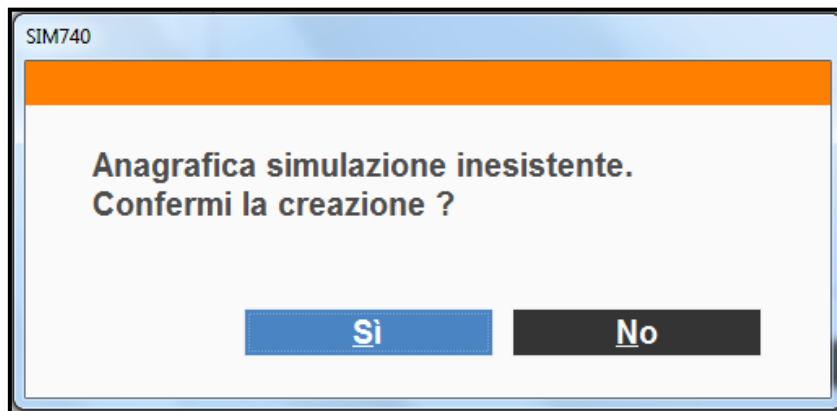 SIM740
Anagrafica simulazione inesistente.
Confermi la creazione ?
Sì
No